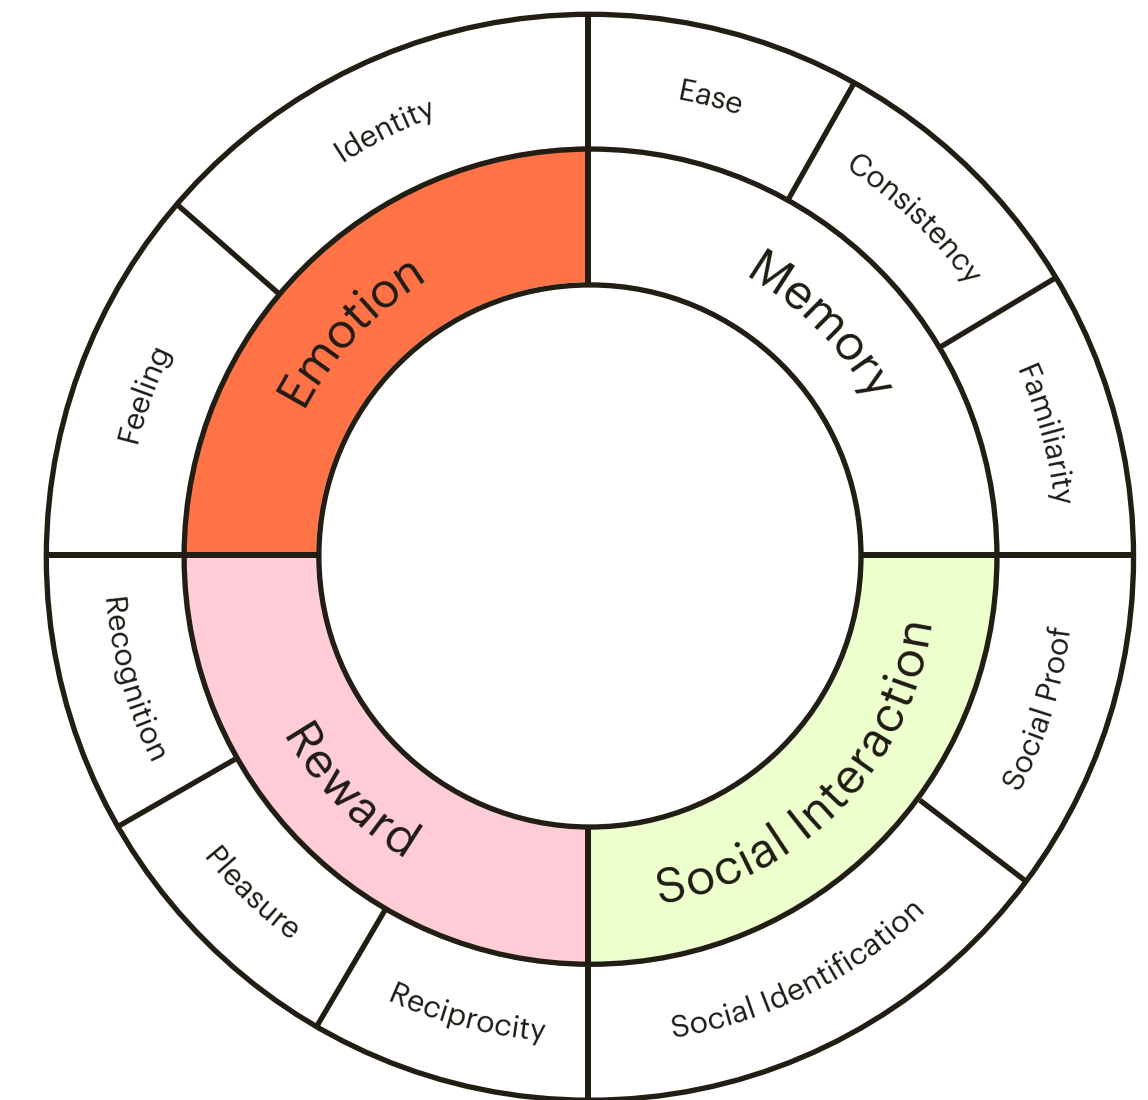 Identity
Ease
Consistency
Familiarity
Feeling
Emotion
Memory
Recognition
Reward
Social Interaction
Social Proof
Pleasure
Reciprocity
Social Identification